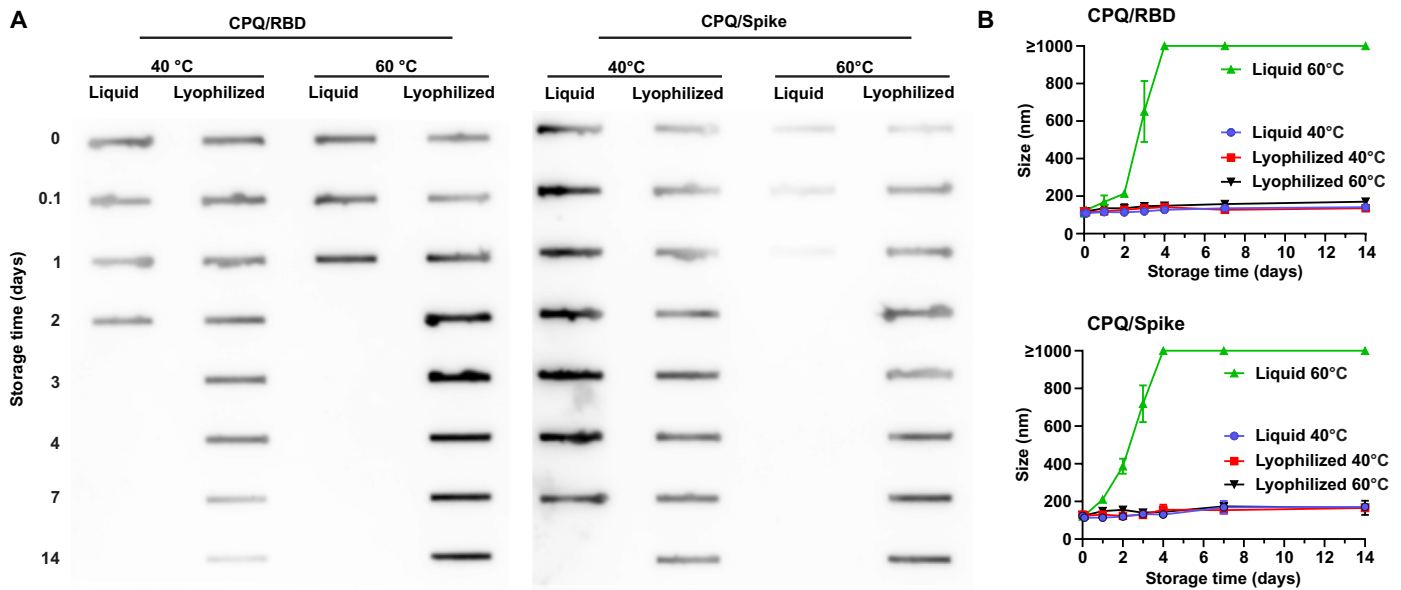 A
CPQ/RBD
CPQ/Spike
40 °C
60 °C
40°C
60°C
Liquid
Lyophilized
Liquid
Lyophilized
Liquid
Lyophilized
Liquid
Lyophilized
Storage time (days)
0
0.1
1
2
3
4
7
14
B
CPQ/RBD
Size (nm)
≥1000
800
600
400
200
0
Liquid 60°C
Liquid 40°C
Lyophilized 40°C
Lyophilized 60°C
0 2 4 6 8 10 12 14
Storage time (days)
CPQ/Spike
Size (nm)
≥1000
800
600
400
200
0
Liquid 60°C
Liquid 40°C
Lyophilized 40°C
Lyophilized 60°C
0 2 4 6 8 10 12 14
Storage time (days)